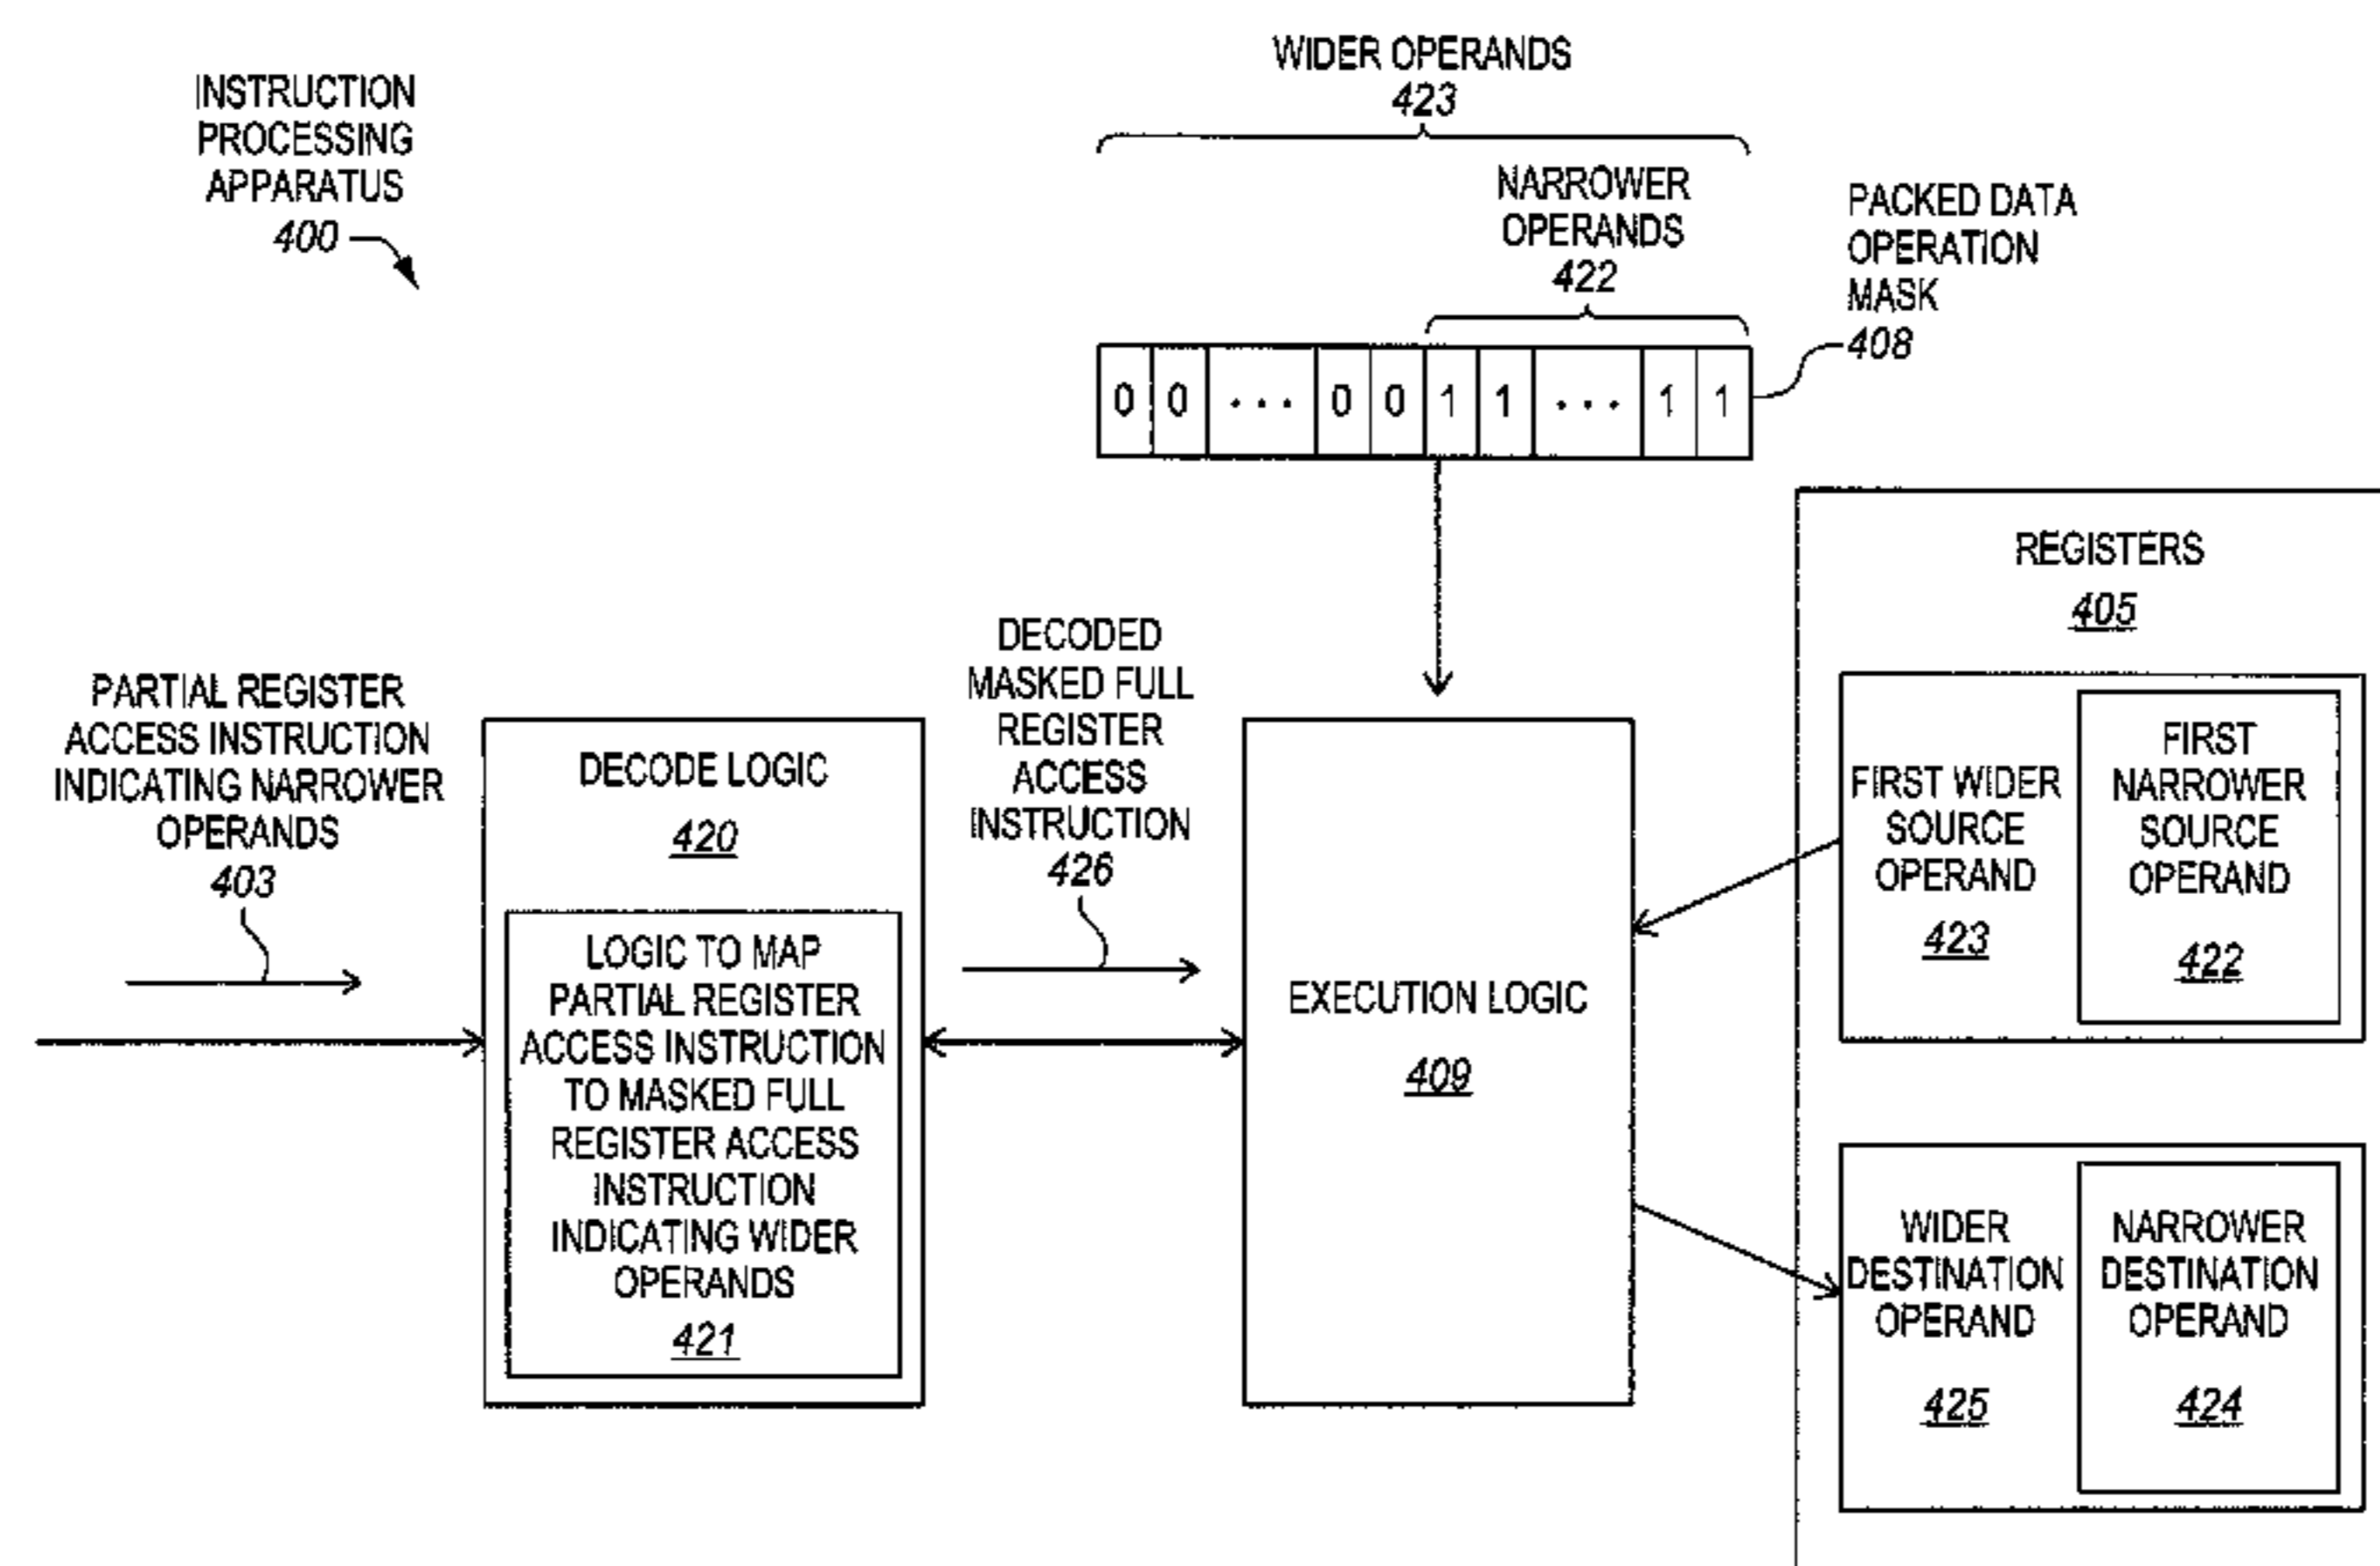 INSTRUCTION
PROCESSING
APPARATUS
400
WIDER OPERANDS
423
NARROWER
OPERANDS
422
PACKED DATA
OPERATION
MASK
408
0 0 ... 0 0 1 1 ... 1 1
PARTIAL REGISTER
ACCESS INSTRUCTION
INDICATING NARROWER
OPERANDS
403
DECODE LOGIC
420
LOGIC TO MAP
PARTIAL REGISTER
ACCESS INSTRUCTION
TO MASKED FULL
REGISTER ACCESS
INSTRUCTION
INDICATING WIDER
OPERANDS
421
DECODED
MASKED FULL
REGISTER
ACCESS
INSTRUCTION
426
EXECUTION LOGIC
409
REGISTERS
405
FIRST WIDER
SOURCE
OPERAND
423
FIRST
NARROWER
SOURCE
OPERAND
422
WIDER
DESTINATION
OPERAND
425
NARROWER
DESTINATION
OPERAND
424